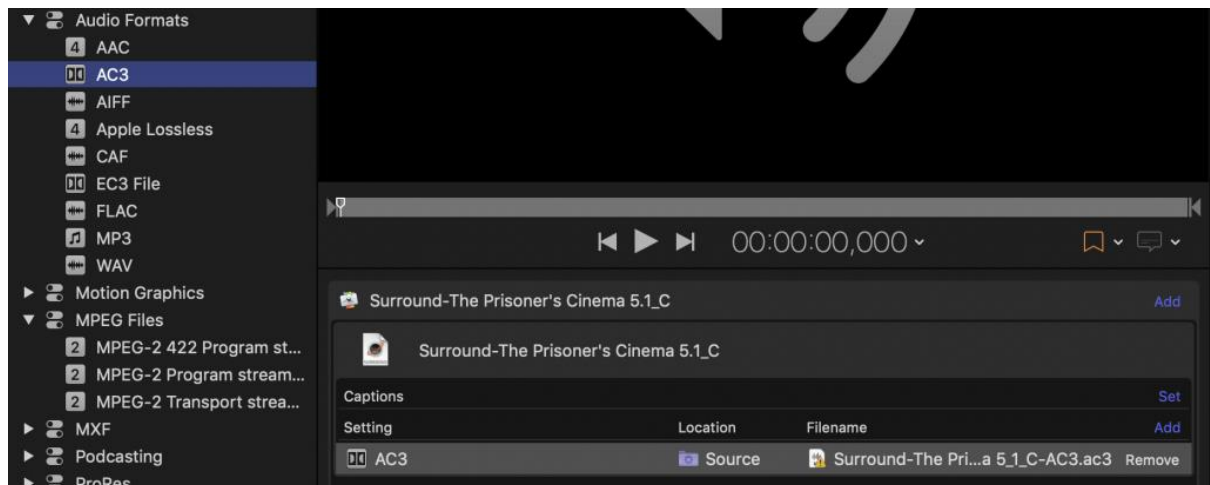 Audio Formats
4 AAC
AC3
AIFF
4 Apple Lossless
CAF
EC3 File
FLAC
MP3
WAV
Motion Graphics
MPEG Files
2 MPEG-2 422 Program st...
2 MPEG-2 Program stream...
2 MPEG-2 Transport strea...
MXF
Podcasting
ProRes
00:00:00,000
Surround-The Prisoner's Cinema 5.1_C Add
Surround-The Prisoner's Cinema 5.1_C
Captions Set
Setting Location Filename Add
AC3 Source Surround-The Pri...a 5_1_C-AC3.ac3 Remove